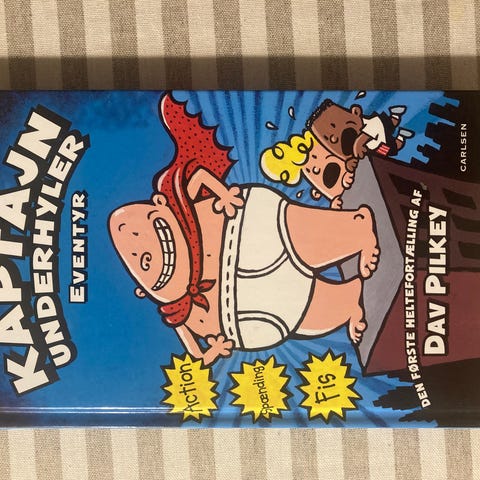 KAPTAJN
UNDERHYLER
EVENTYR
Action
Spænding
Fis
DEN FØRSTE HELTEFORTÆLLING AF
DAV PILKEY
CARLSEN